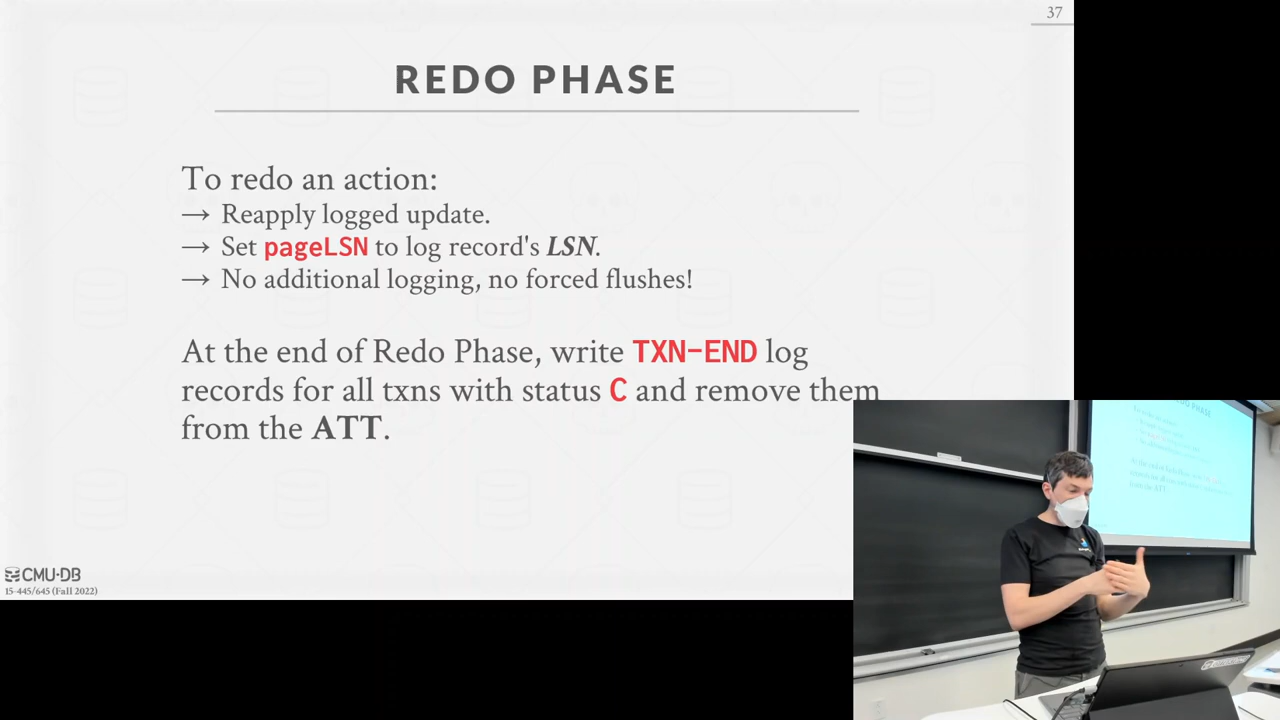 37
REDO PHASE
To redo an action:
→ Reapply logged update.
→ Set pageLSN to log record's LSN.
→ No additional logging, no forced flushes!
At the end of Redo Phase, write TXN-END log
records for all txns with status C and remove them
from the ATT.
CMU·DB
15-445/645 (Fall 2022)